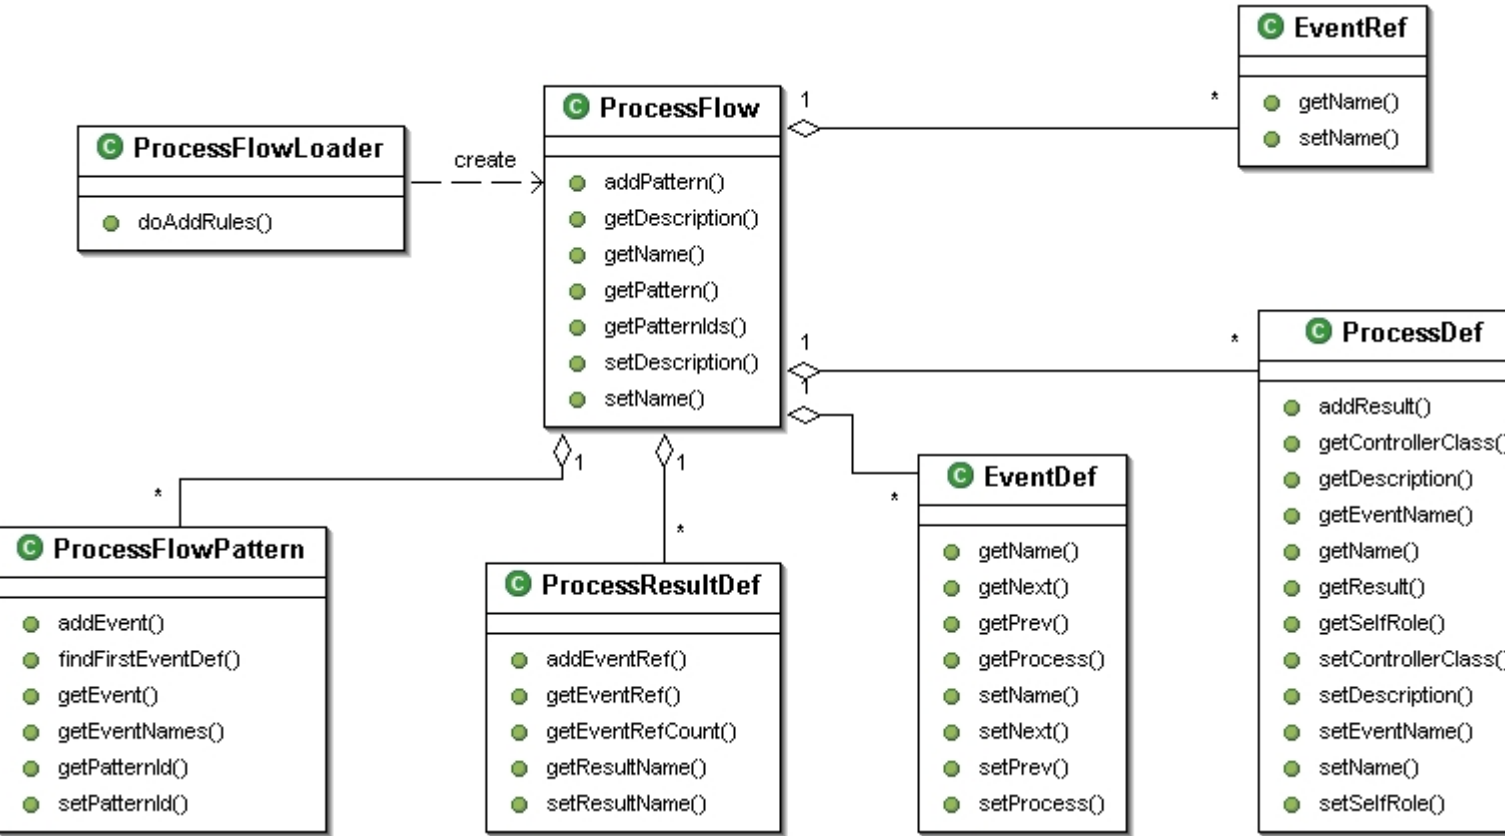 C EventRef
getName()
setName()
C ProcessFlow
addPattern()
getDescription()
getName()
getPattern()
getPatternIds()
setDescription()
setName()
C ProcessFlowLoader
doAddRules()
create
1
*
1
*
1
*
1
*
1
*
C ProcessDef
addResult()
getControllerClass()
getDescription()
getEventName()
getName()
getResult()
getSelfRole()
setControllerClass()
setDescription()
setEventName()
setName()
setSelfRole()
C EventDef
getName()
getNext()
getPrev()
getProcess()
setName()
setNext()
setPrev()
setProcess()
C ProcessFlowPattern
addEvent()
findFirstEventDef()
getEvent()
getEventNames()
getPatternId()
setPatternId()
C ProcessResultDef
addEventRef()
getEventRef()
getEventRefCount()
getResultName()
setResultName()